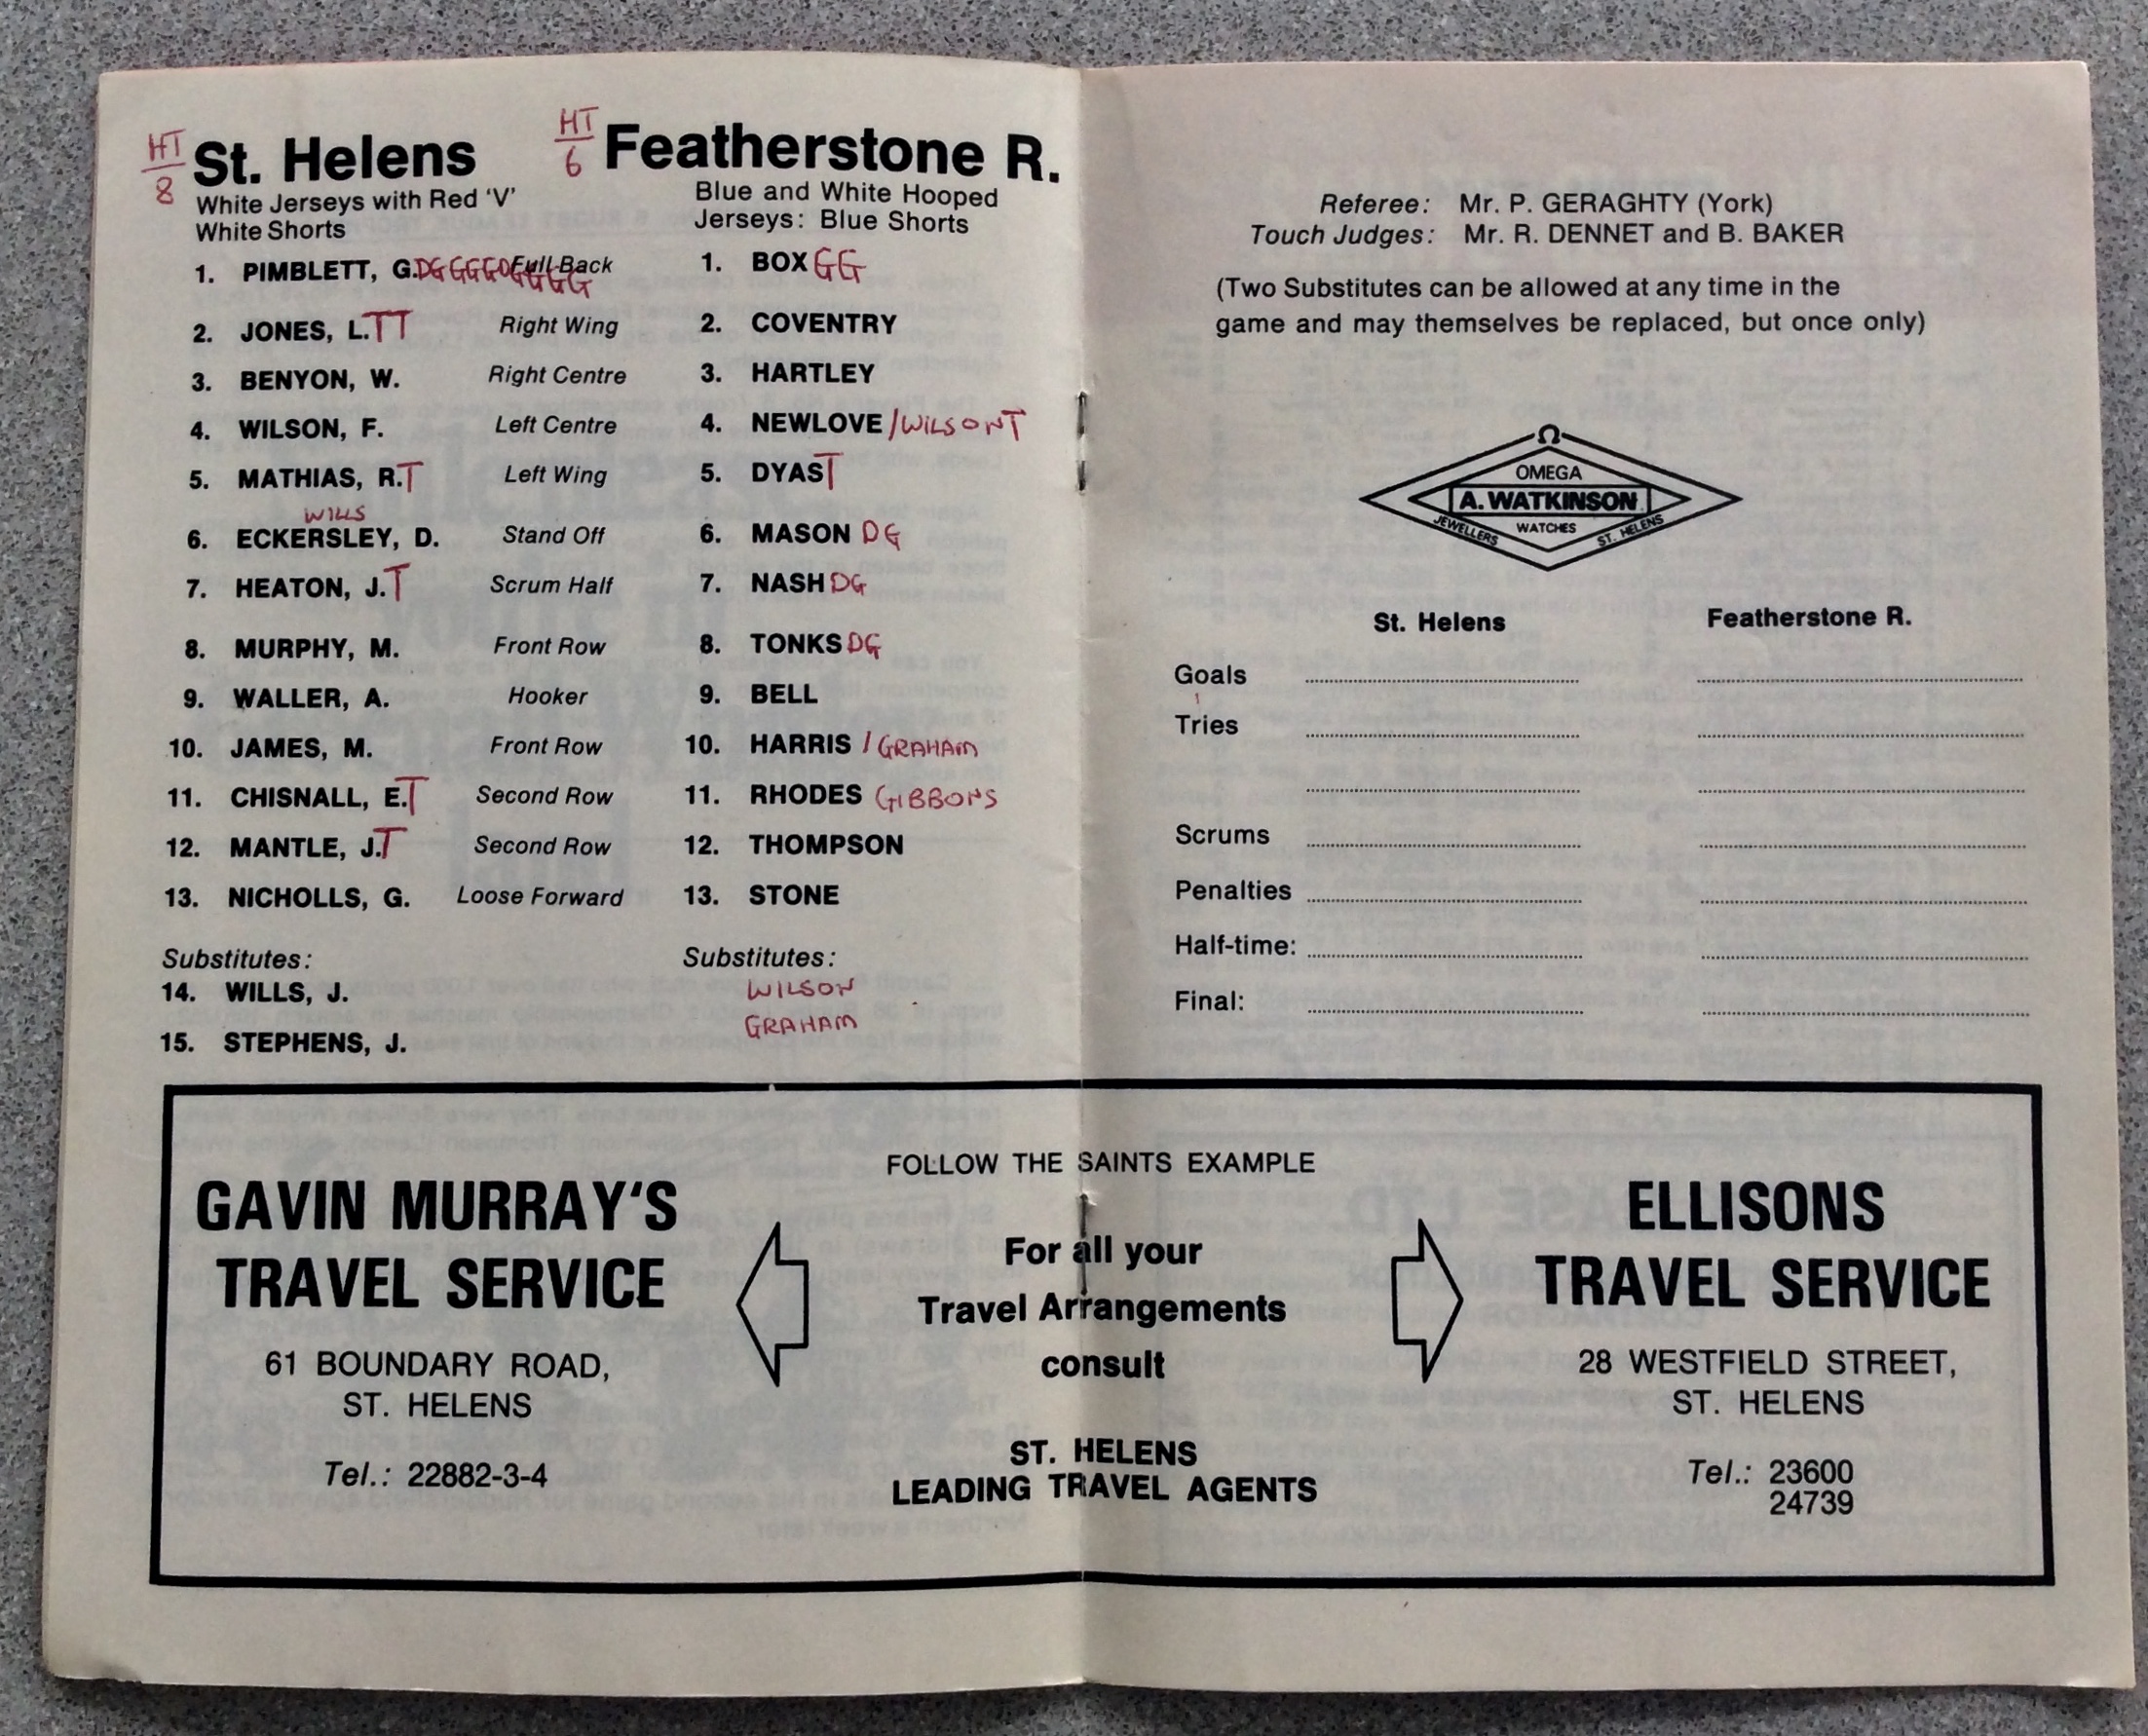 HT HT
8 St. Helens 6 Featherstone R.
White Jerseys with Red 'V'
White Shorts
Blue and White Hooped
Jerseys: Blue Shorts
1. PIMBLETT, G. Full Back 1. BOX GG
2. JONES, L. TT Right Wing 2. COVENTRY
3. BENYON, W. Right Centre 3. HARTLEY
4. WILSON, F. Left Centre 4. NEWLOVE / WILSON T
5. MATHIAS, R. T Left Wing 5. DYAS T
WILLS
6. ECKERSLEY, D. Stand Off 6. MASON DG
7. HEATON, J. T Scrum Half 7. NASH DG
8. MURPHY, M. Front Row 8. TONKS DG
9. WALLER, A. Hooker 9. BELL
10. JAMES, M. Front Row 10. HARRIS / GRAHAM
11. CHISNALL, E. T Second Row 11. RHODES GIBBONS
12. MANTLE, J. T Second Row 12. THOMPSON
13. NICHOLLS, G. Loose Forward 13. STONE
Substitutes: Substitutes:
14. WILLS, J. WILSON
15. STEPHENS, J. GRAHAM
Referee: Mr. P. GERAGHTY (York)
Touch Judges: Mr. R. DENNET and B. BAKER
(Two Substitutes can be allowed at any time in the
game and may themselves be replaced, but once only)
Ω
OMEGA
A. WATKINSON
WATCHES
JEWELLERS ST. HELENS
St. Helens Featherstone R.
Goals
Tries
Scrums
Penalties
Half-time:
Final:
FOLLOW THE SAINTS EXAMPLE
GAVIN MURRAY'S
TRAVEL SERVICE
61 BOUNDARY ROAD,
ST. HELENS
Tel.: 22882-3-4
For all your
Travel Arrangements
consult
ST. HELENS
LEADING TRAVEL AGENTS
ELLISONS
TRAVEL SERVICE
28 WESTFIELD STREET,
ST. HELENS
Tel.: 23600
24739